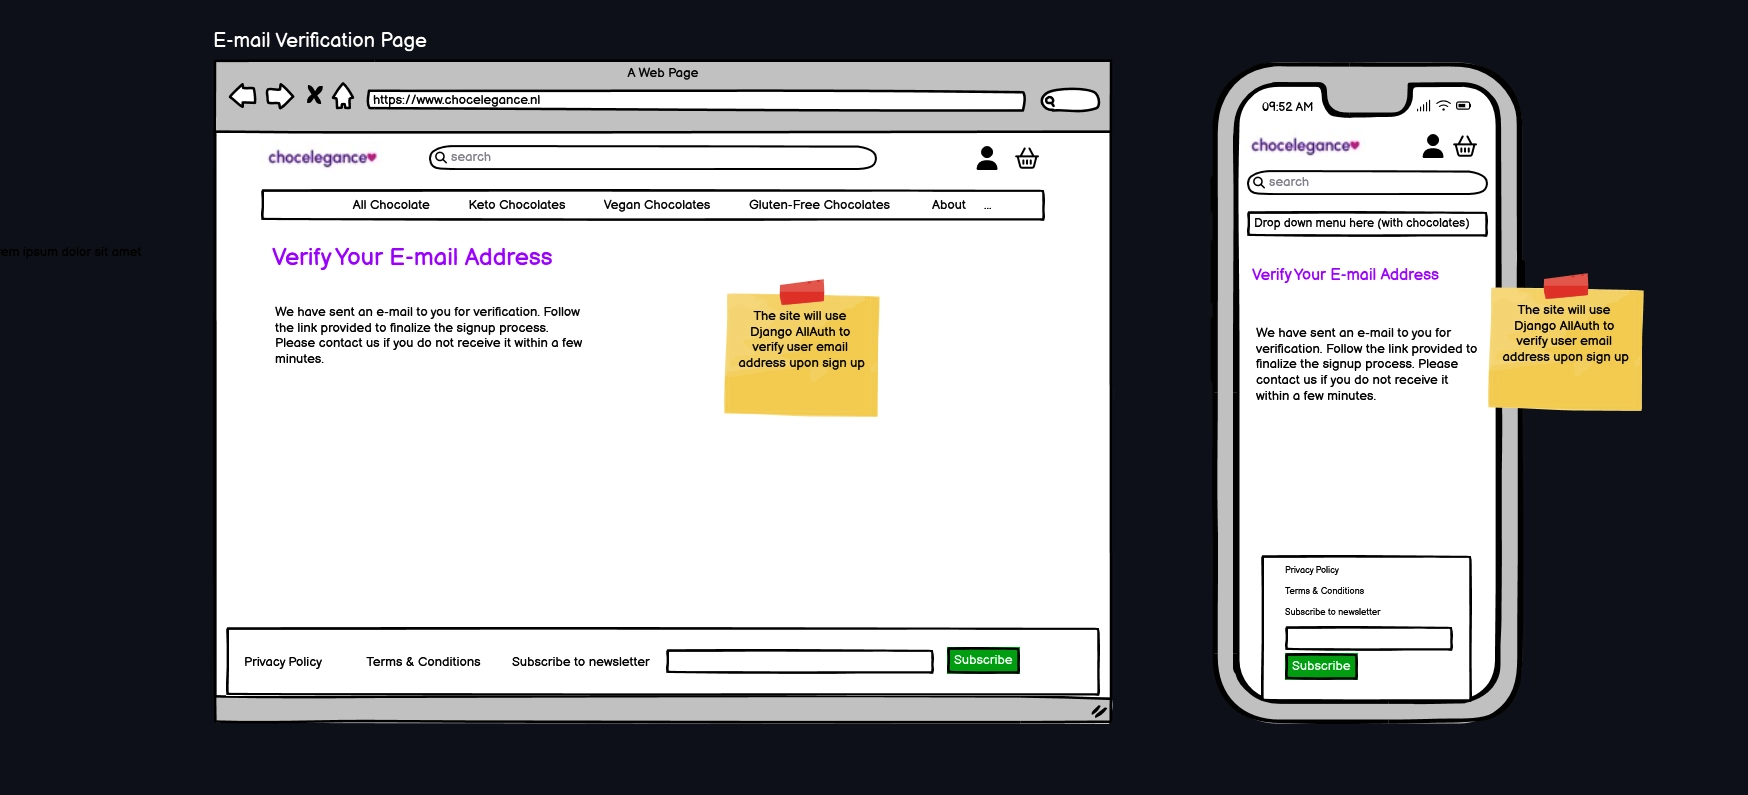 E-mail Verification Page
A Web Page
https://www.chocelegance.nl
chocelegance
search
All Chocolate Keto Chocolates Vegan Chocolates Gluten-Free Chocolates About ...
ipsum dolor sit amet
Verify Your E-mail Address
We have sent an e-mail to you for verification. Follow
the link provided to finalize the signup process.
Please contact us if you do not receive it within a few
minutes.
The site will use
Django AllAuth to
verify user email
address upon sign up
Privacy Policy Terms & Conditions Subscribe to newsletter Subscribe
09:52 AM
chocelegance
search
Drop down menu here (with chocolates)
Verify Your E-mail Address
We have sent an e-mail to you for
verification. Follow the link provided to
finalize the signup process. Please
contact us if you do not receive it
within a few minutes.
The site will use
Django AllAuth to
verify user email
address upon sign up
Privacy Policy
Terms & Conditions
Subscribe to newsletter
Subscribe